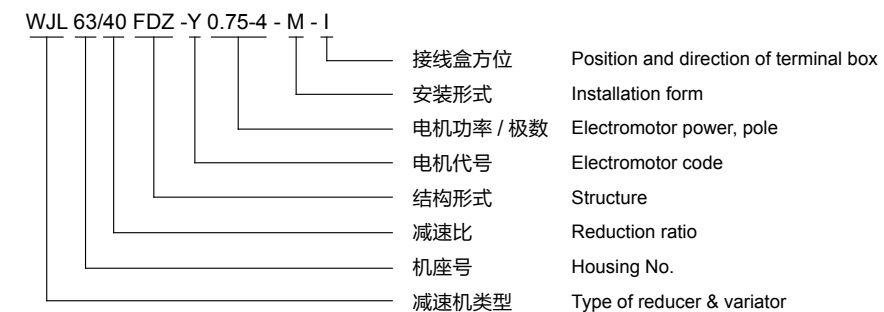 WJL 63/40 FDZ -Y 0.75-4 - M - I
接线盒方位 Position and direction of terminal box
安装形式 Installation form
电机功率 / 极数 Electromotor power, pole
电机代号 Electromotor code
结构形式 Structure
减速比 Reduction ratio
机座号 Housing No.
减速机类型 Type of reducer & variator